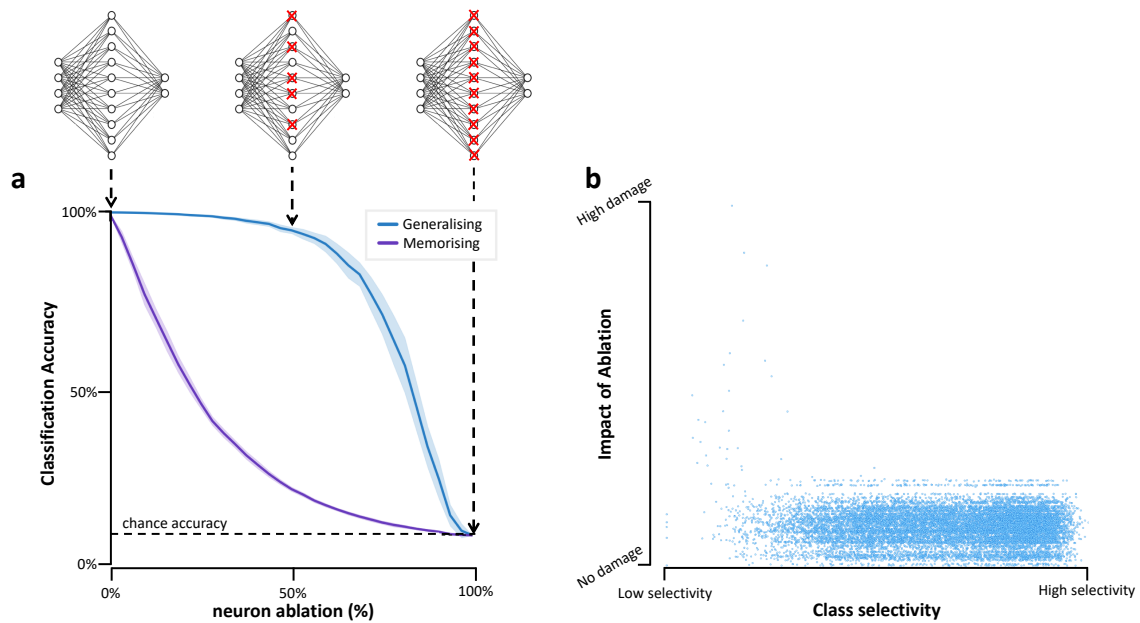 a
100%
50%
0%
Classification Accuracy
Generalising
Memorising
chance accuracy
0%
50%
100%
neuron ablation (%)
b
High damage
No damage
Impact of Ablation
Low selectivity
High selectivity
Class selectivity